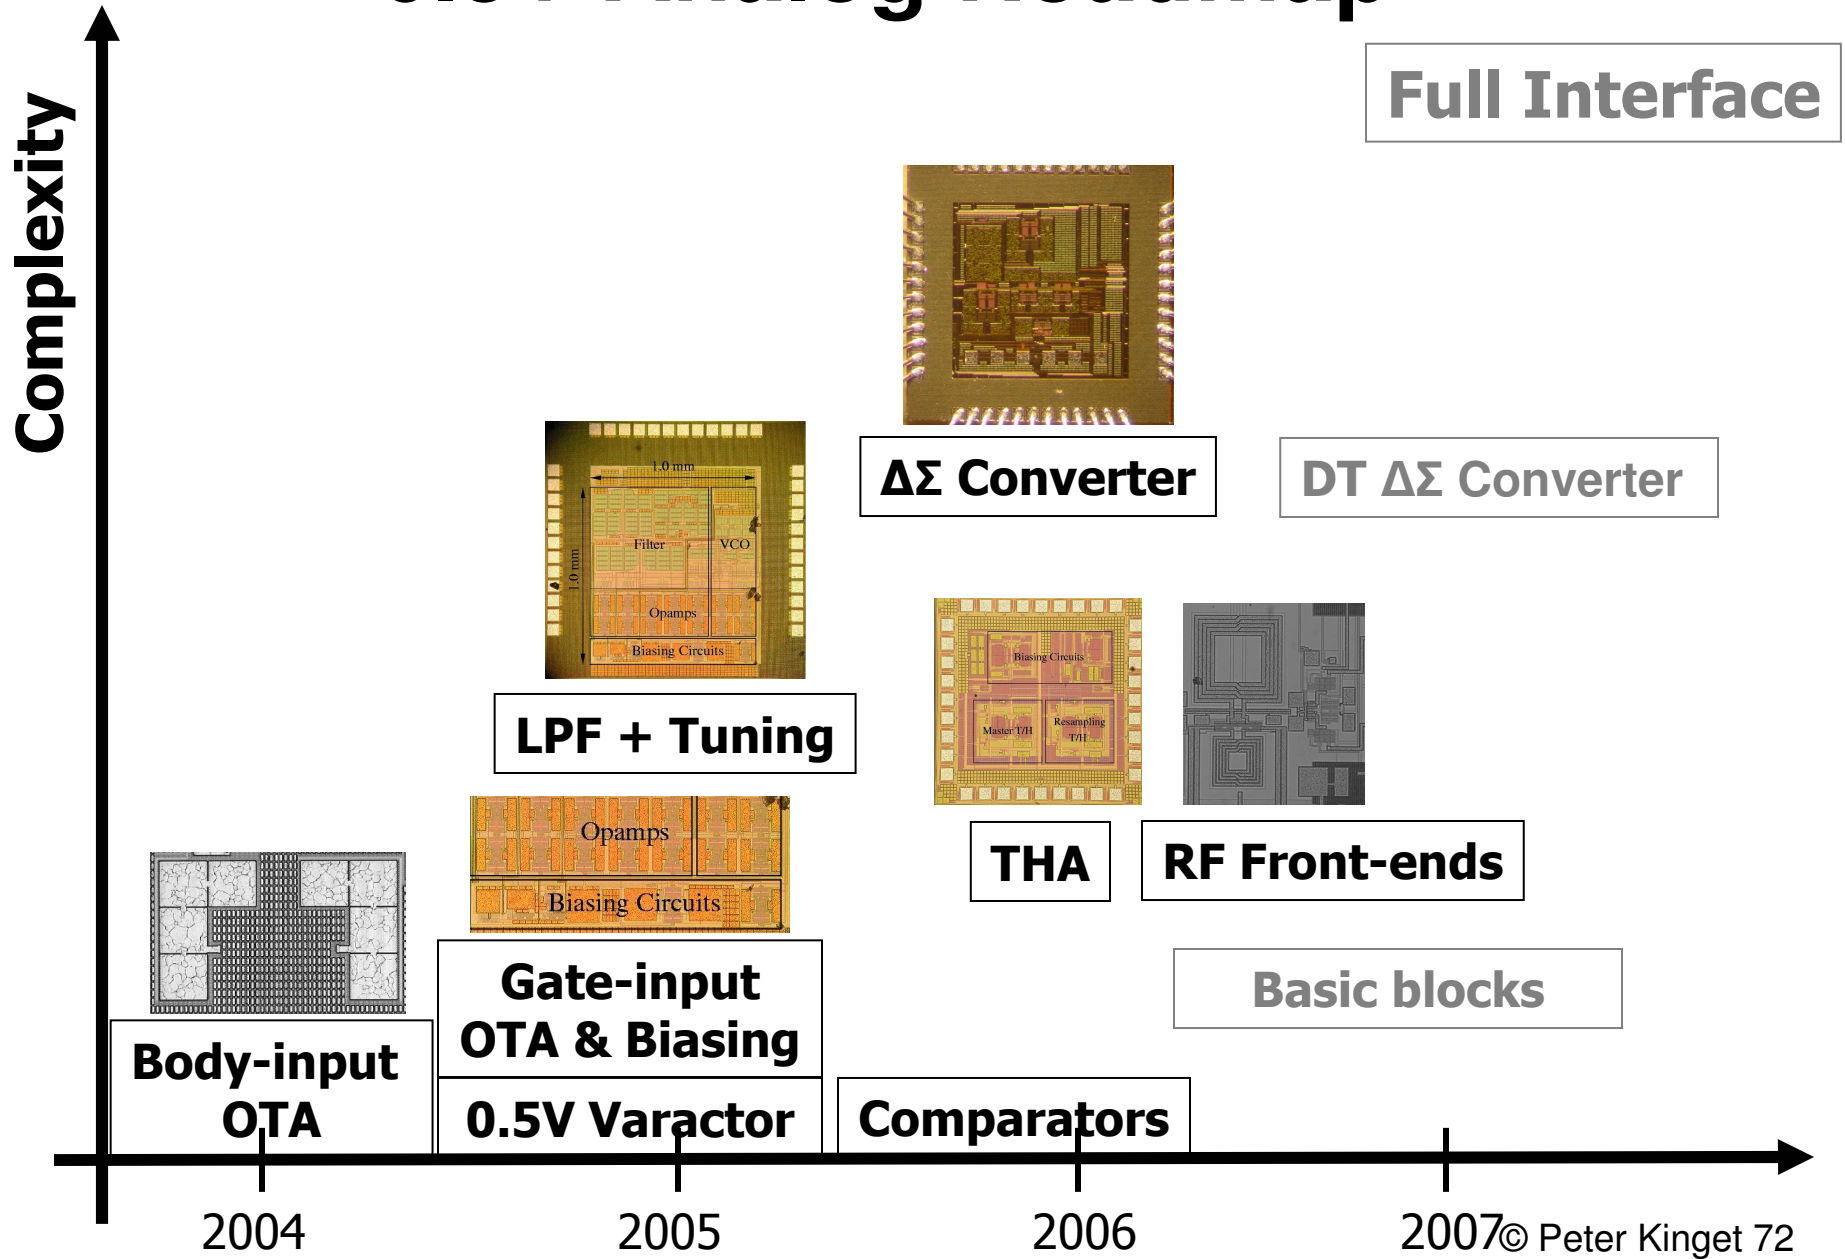 Analog Roadmap
Complexity
Full Interface
ΔΣ Converter
DT ΔΣ Converter
1.0 mm
1.0 mm
Filter
VCO
Opamps
Biasing Circuits
LPF + Tuning
Biasing Circuits
Master T/H
Resampling
T/H
THA
RF Front-ends
Opamps
Biasing Circuits
Gate-input
OTA & Biasing
Basic blocks
Body-input
OTA
0.5V Varactor
Comparators
2004
2005
2006
2007
© Peter Kinget 72